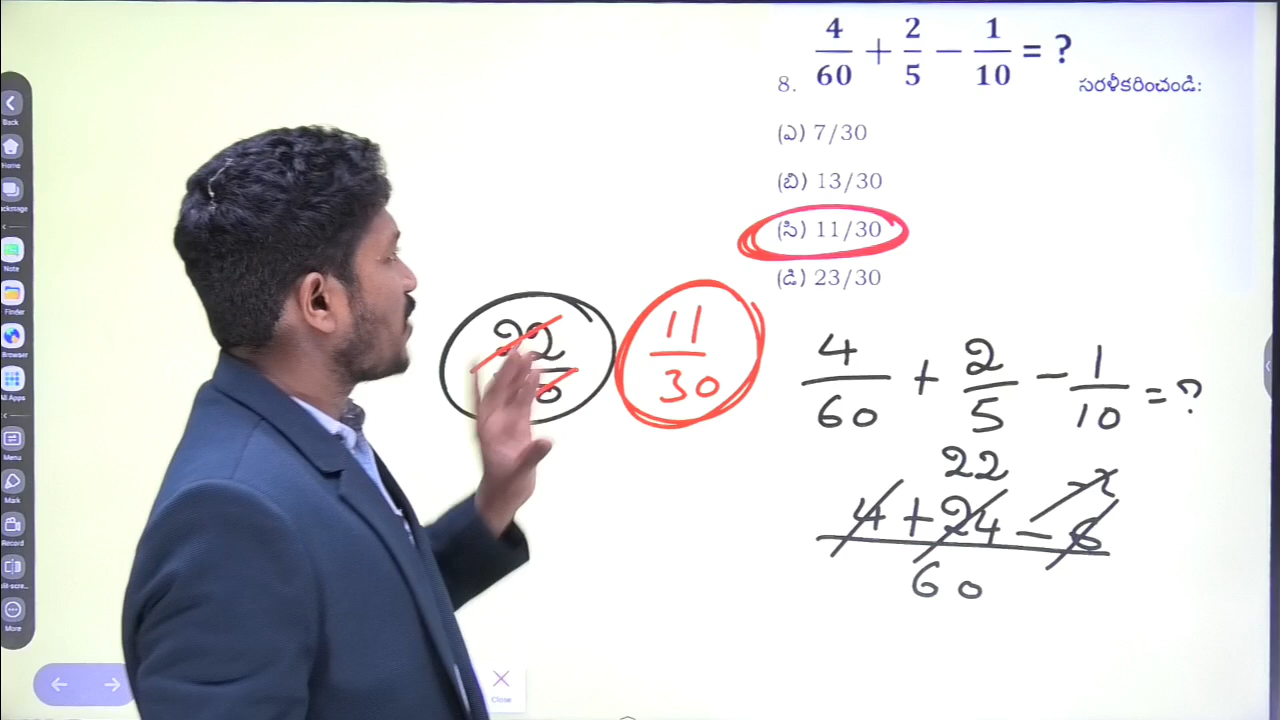 4/60 + 2/5 − 1/10 = ?
8. సరళీకరించండి:
(ఎ) 7/30
(బి) 13/30
(సి) 11/30
(డి) 23/30
22
11/30
4/60 + 2/5 − 1/10 = ?
22
4 + 24 − 6
60
Back
Home
Note
Finder
Browser
All Apps
Menu
Mark
Record
More
Close